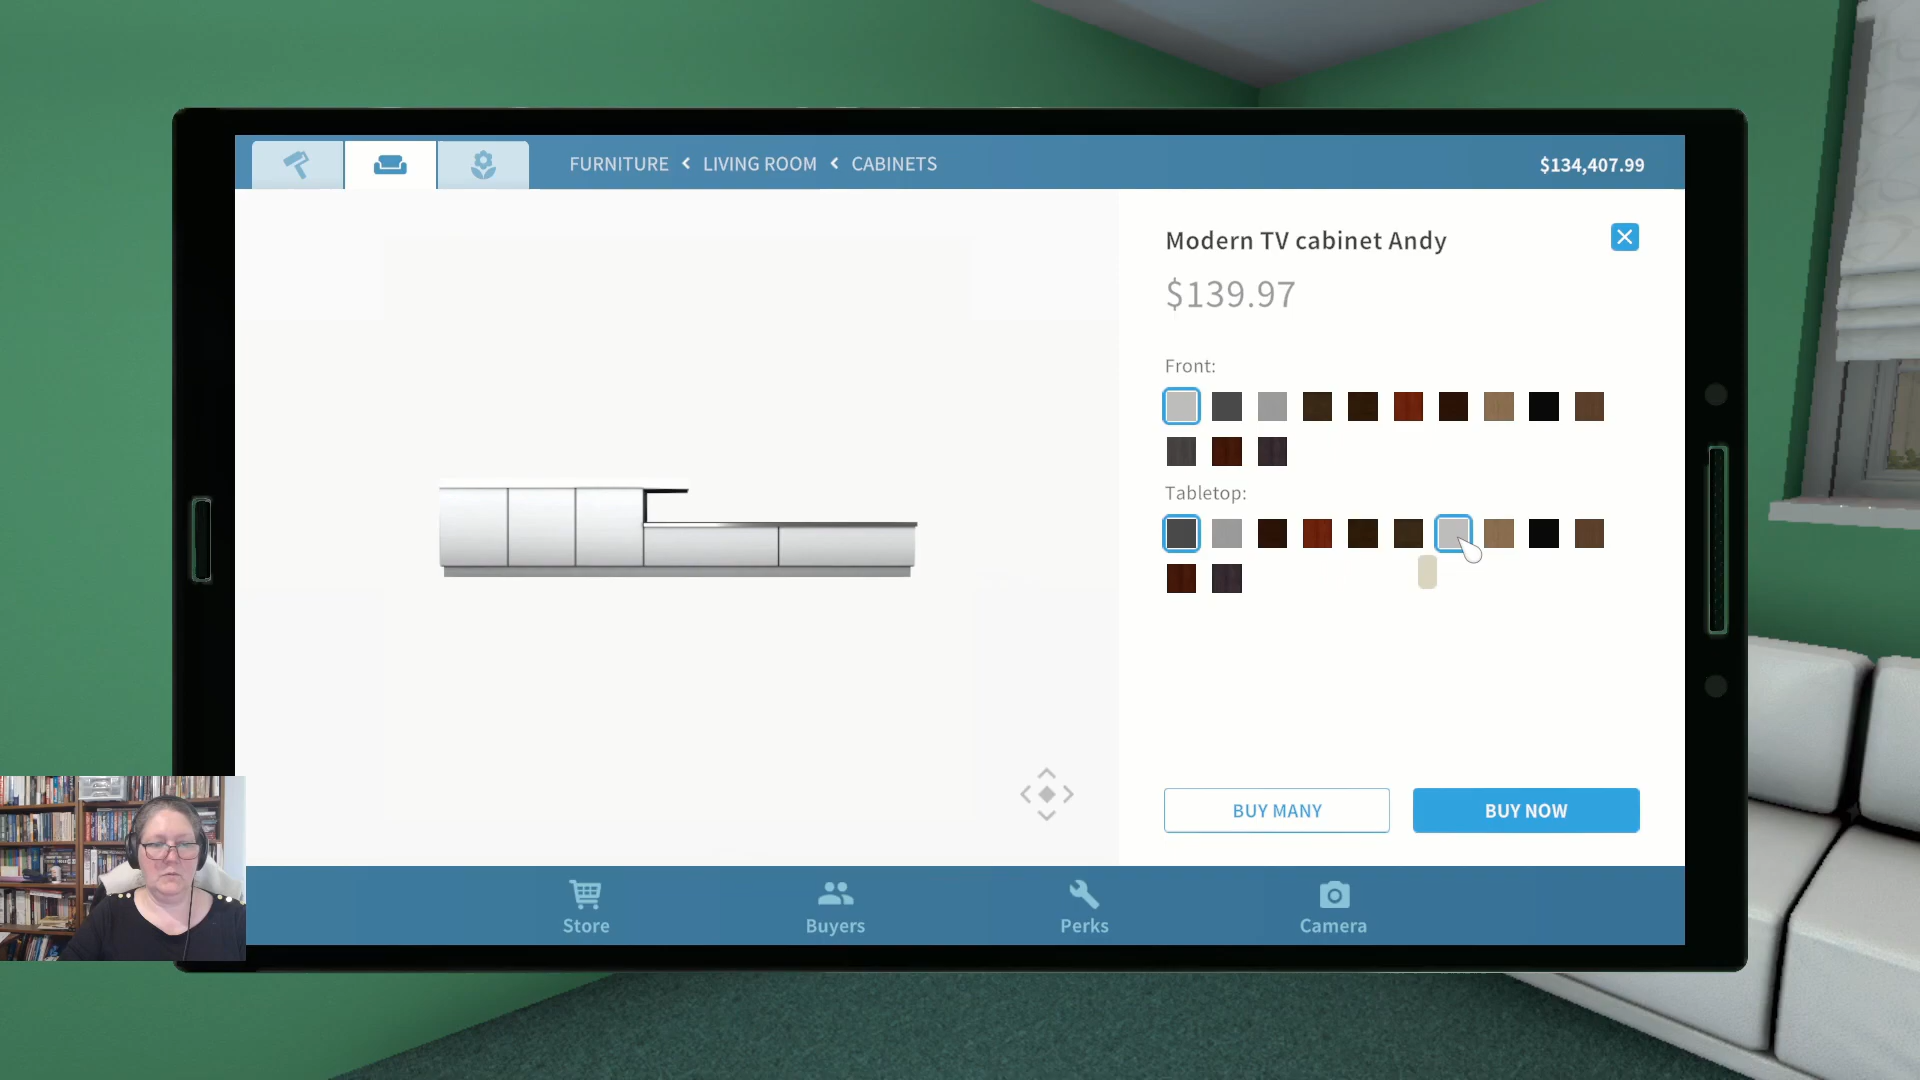 FURNITURE < LIVING ROOM < CABINETS
$134,407.99
Modern TV cabinet Andy
$139.97
Front:
Tabletop:
BUY MANY
BUY NOW
Store
Buyers
Perks
Camera